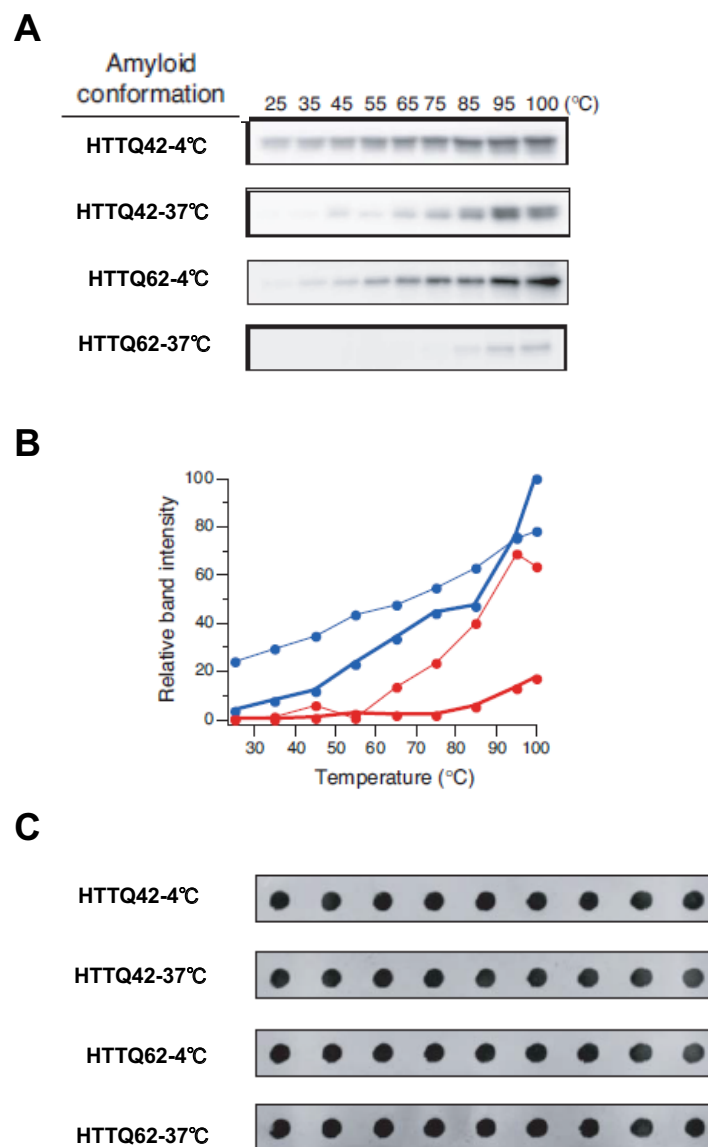 A
Amyloid
conformation
25 35 45 55 65 75 85 95 100 (°C)
HTTQ42-4℃
HTTQ42-37℃
HTTQ62-4℃
HTTQ62-37℃
B
Relative band intensity
100
80
60
40
20
0
30 40 50 60 70 80 90 100
Temperature (°C)
C
HTTQ42-4℃
HTTQ42-37℃
HTTQ62-4℃
HTTQ62-37℃